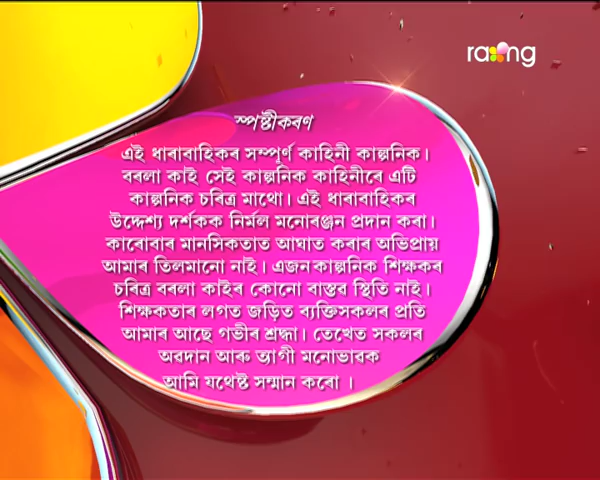 raang
স্পষ্টীকৰণ
এই ধাৰাবাহিকৰ সম্পূৰ্ণ কাহিনী কাল্পনিক।
বৰলা কাই সেই কাল্পনিক কাহিনীৰে এটি
কাল্পনিক চৰিত্ৰ মাথো। এই ধাৰাবাহিকৰ
উদ্দেশ্য দৰ্শকক নিৰ্মল মনোৰঞ্জন প্ৰদান কৰা।
কাৰোবাৰ মানসিকতাত আঘাত কৰাৰ অভিপ্ৰায়
আমাৰ তিলমানো নাই। এজন কাল্পনিক শিক্ষকৰ
চৰিত্ৰ বৰলা কাইৰ কোনো বাস্তৱ স্থিতি নাই।
শিক্ষকতাৰ লগত জড়িত ব্যক্তিসকলৰ প্ৰতি
আমাৰ আছে গভীৰ শ্ৰদ্ধা। তেখেত সকলৰ
অৱদান আৰু ত্যাগী মনোভাৱক
আমি যথেষ্ট সন্মান কৰো ।